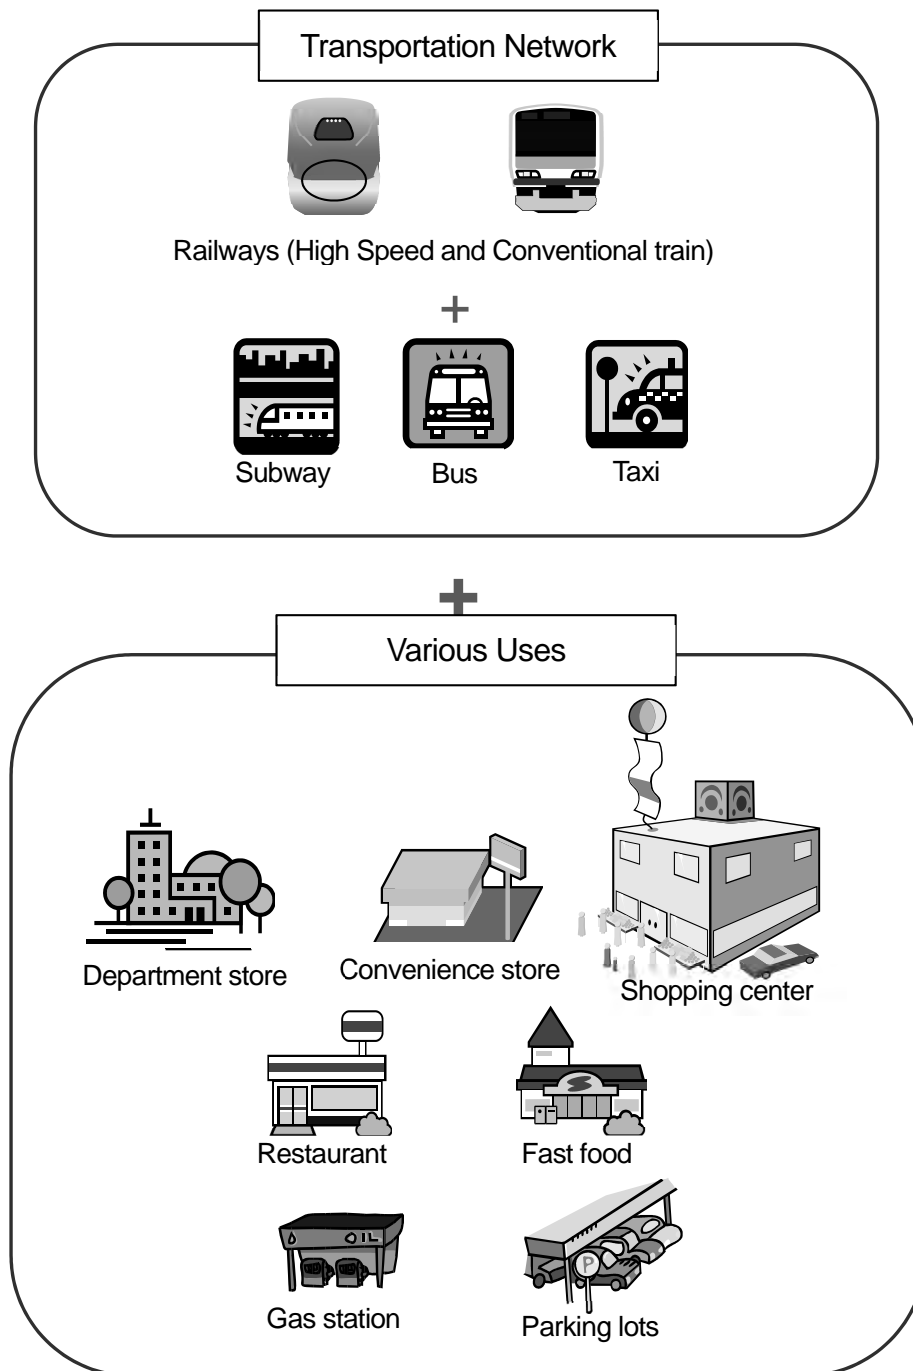 Transportation Network
Railways (High Speed and Conventional train)
+
Subway
Bus
Taxi
+
Various Uses
Department store
Convenience store
Shopping center
Restaurant
Fast food
OIL
P
Gas station
Parking lots